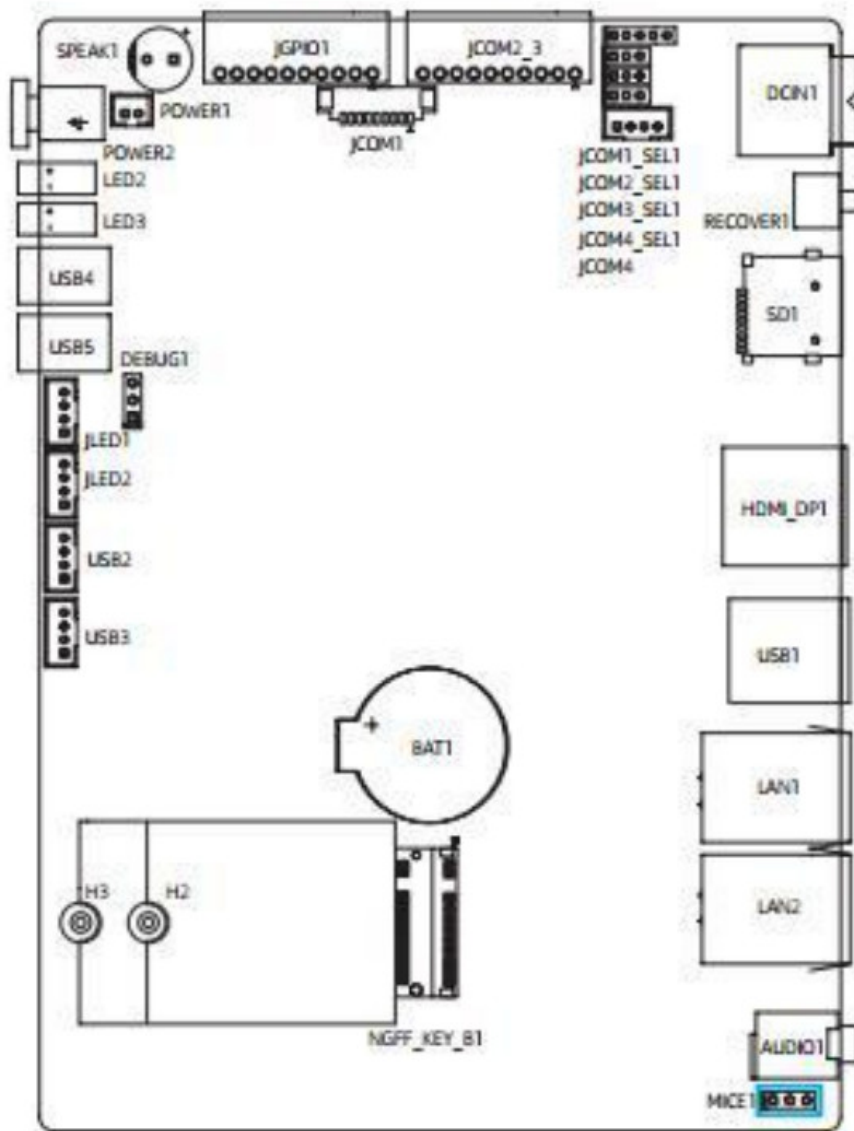 SPEAK1
JGPIO1
JCOM2_3
DCIN1
POWER1
JCOM1
POWER2
JCOM1_SEL1
LED2
JCOM2_SEL1
LED3
JCOM3_SEL1
RECOVER1
JCOM4_SEL1
JCOM4
USB4
SD1
USB5
DEBUG1
JLED1
JLED2
HDMI_DP1
USB2
USB3
USB1
BAT1
LAN1
H3
H2
LAN2
NGFF_KEY_B1
AUDIO1
MICE1